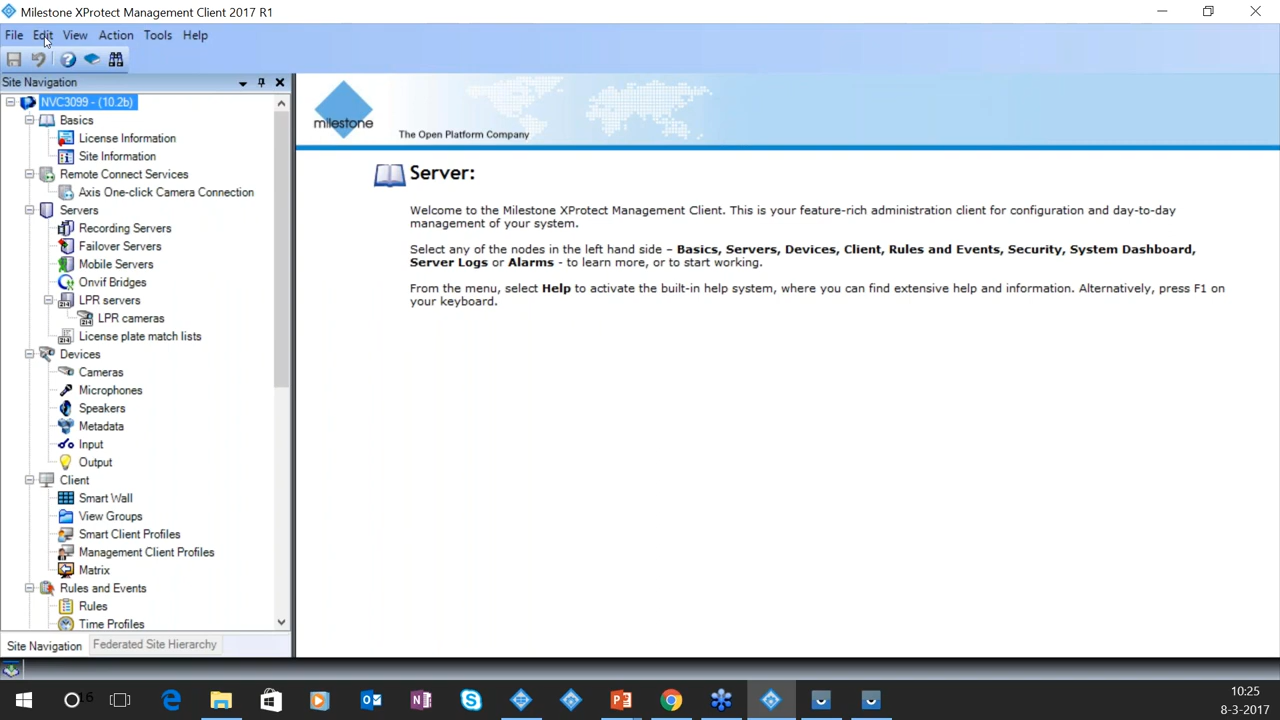 Milestone XProtect Management Client 2017 R1
File Edit View Action Tools Help
Site Navigation
NVC3099 - (10.2b)
Basics
License Information
Site Information
Remote Connect Services
Axis One-click Camera Connection
Servers
Recording Servers
Failover Servers
Mobile Servers
Onvif Bridges
LPR servers
LPR cameras
License plate match lists
Devices
Cameras
Microphones
Speakers
Metadata
Input
Output
Client
Smart Wall
View Groups
Smart Client Profiles
Management Client Profiles
Matrix
Rules and Events
Rules
Time Profiles
Site Navigation Federated Site Hierarchy
milestone
The Open Platform Company
Server:
Welcome to the Milestone XProtect Management Client. This is your feature-rich administration client for configuration and day-to-day
management of your system.
Select any of the nodes in the left hand side – Basics, Servers, Devices, Client, Rules and Events, Security, System Dashboard,
Server Logs or Alarms - to learn more, or to start working.
From the menu, select Help to activate the built-in help system, where you can find extensive help and information. Alternatively, press F1 on
your keyboard.
16
10:25
8-3-2017